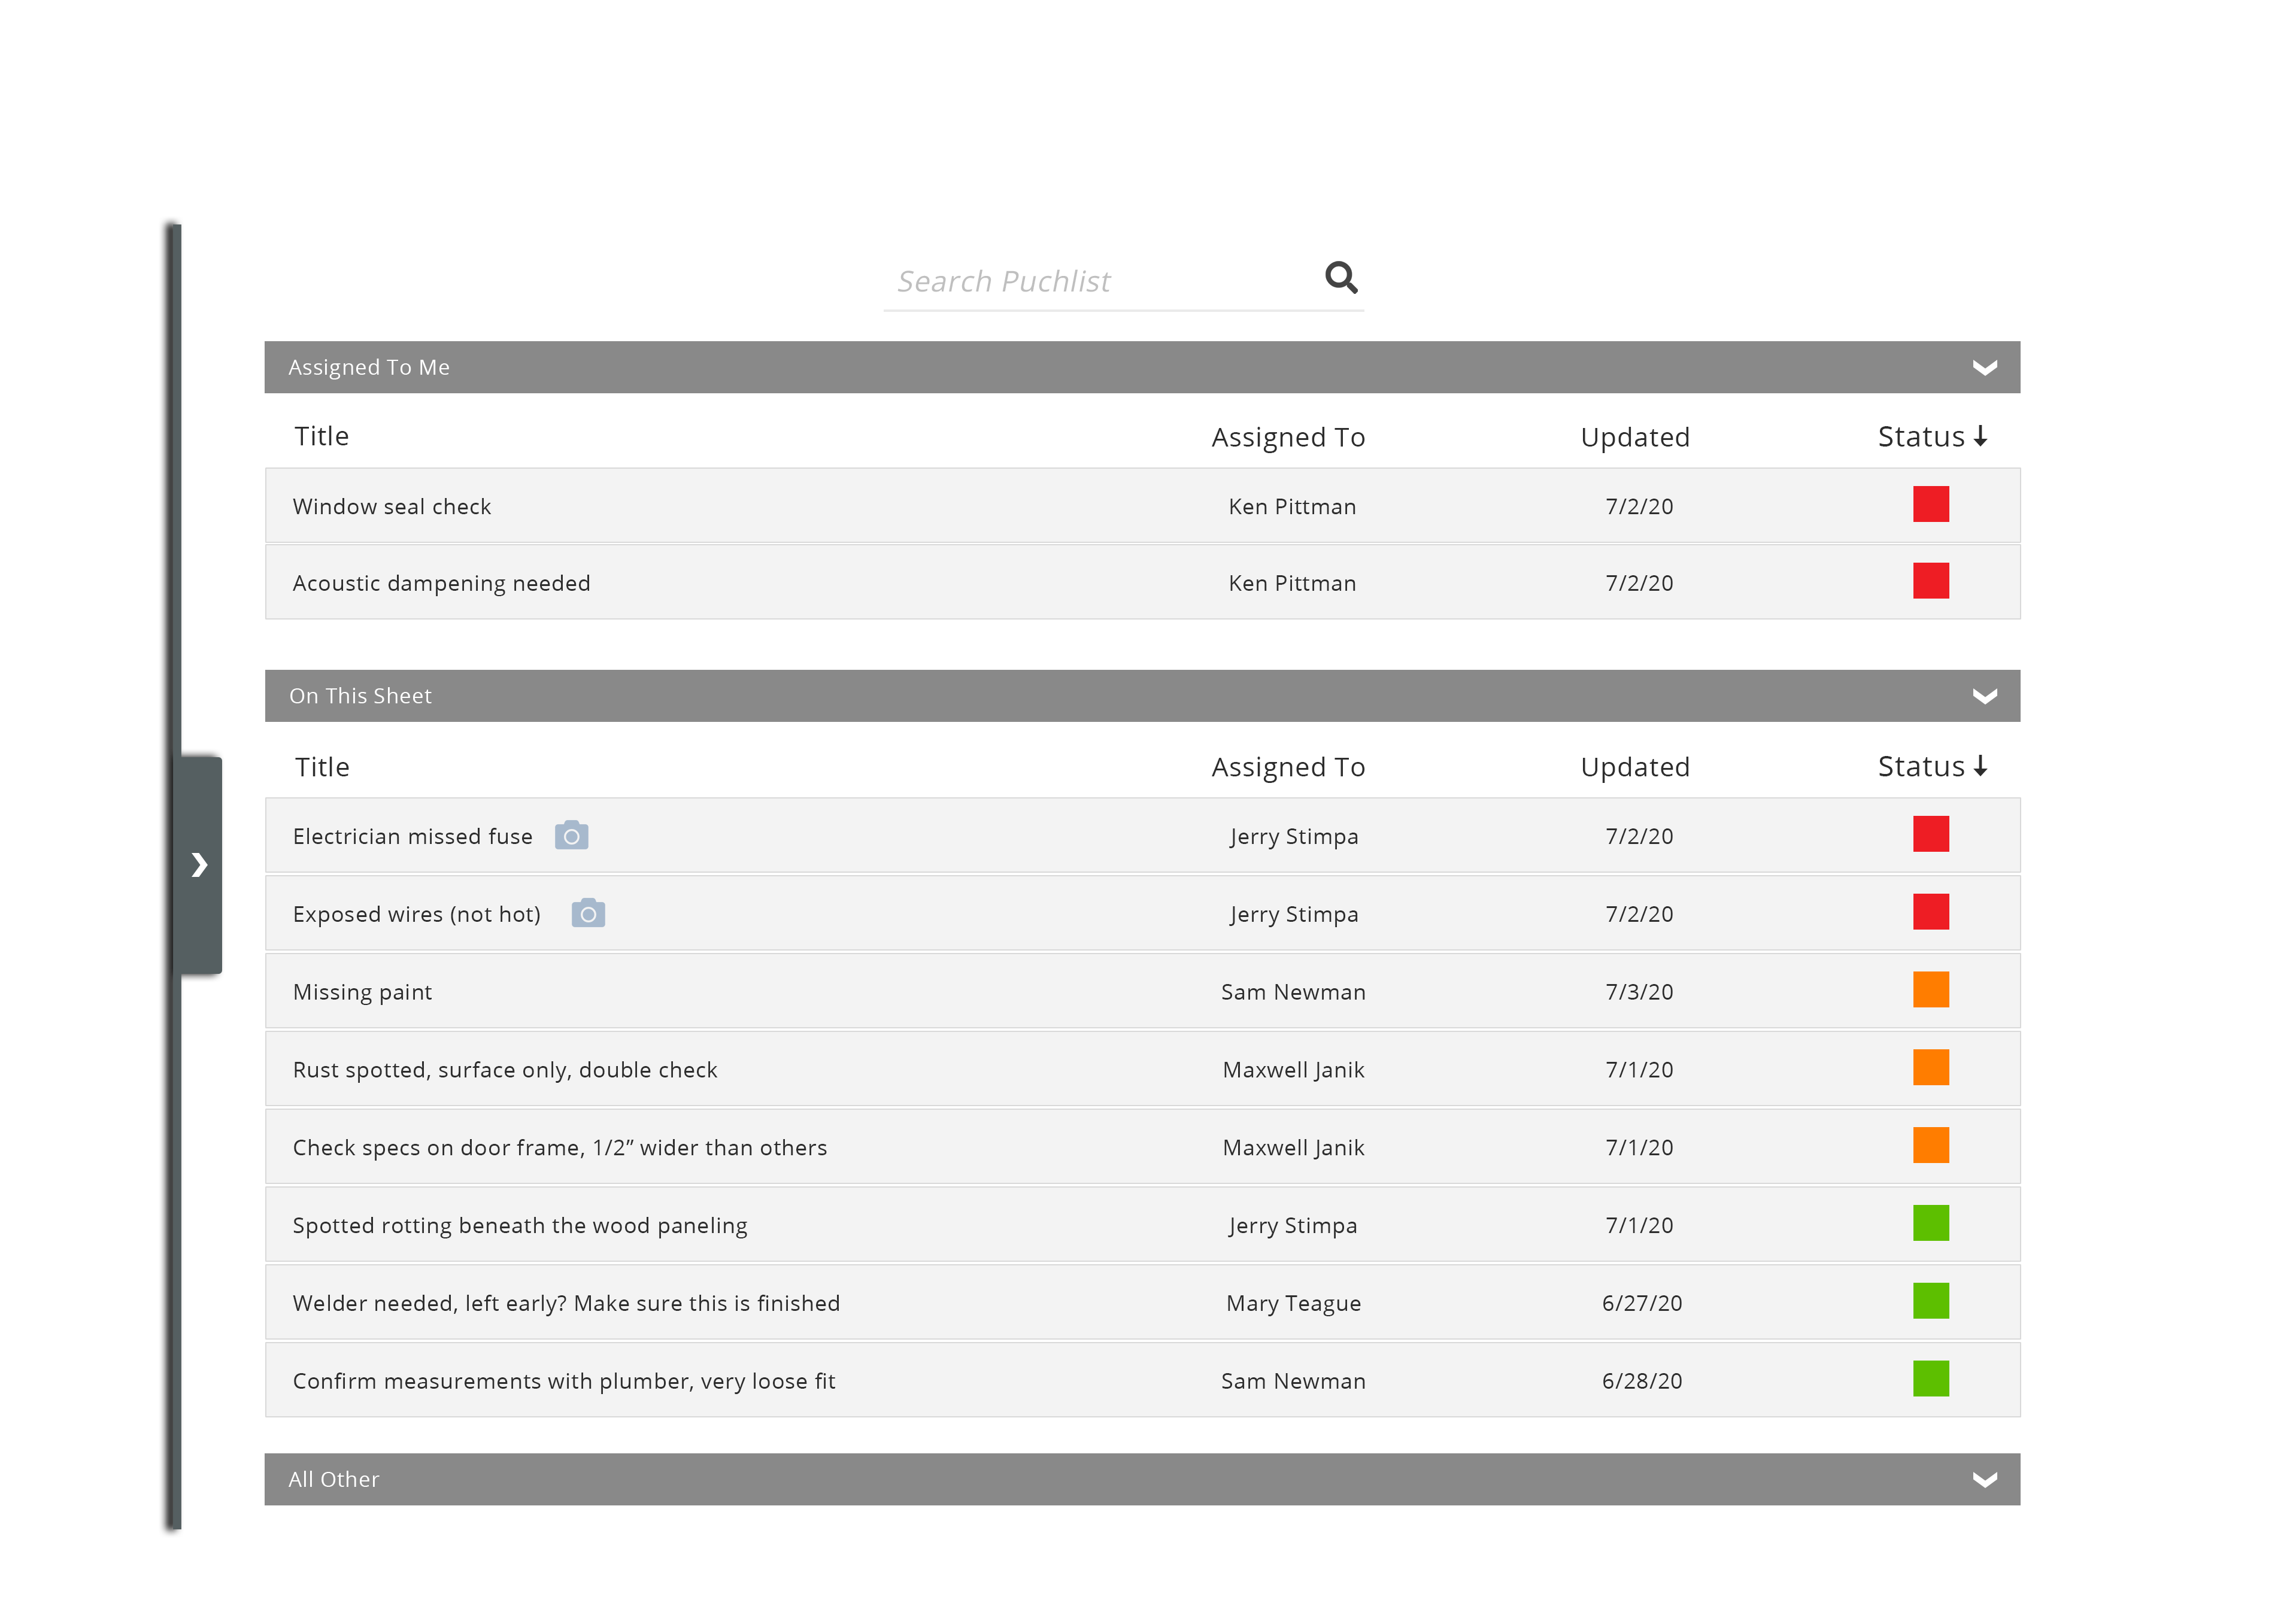 Search Puchlist
Assigned To Me
Title Assigned To Updated Status
Window seal check Ken Pittman 7/2/20
Acoustic dampening needed Ken Pittman 7/2/20
On This Sheet
Title Assigned To Updated Status
Electrician missed fuse Jerry Stimpa 7/2/20
Exposed wires (not hot) Jerry Stimpa 7/2/20
Missing paint Sam Newman 7/3/20
Rust spotted, surface only, double check Maxwell Janik 7/1/20
Check specs on door frame, 1/2” wider than others Maxwell Janik 7/1/20
Spotted rotting beneath the wood paneling Jerry Stimpa 7/1/20
Welder needed, left early? Make sure this is finished Mary Teague 6/27/20
Confirm measurements with plumber, very loose fit Sam Newman 6/28/20
All Other